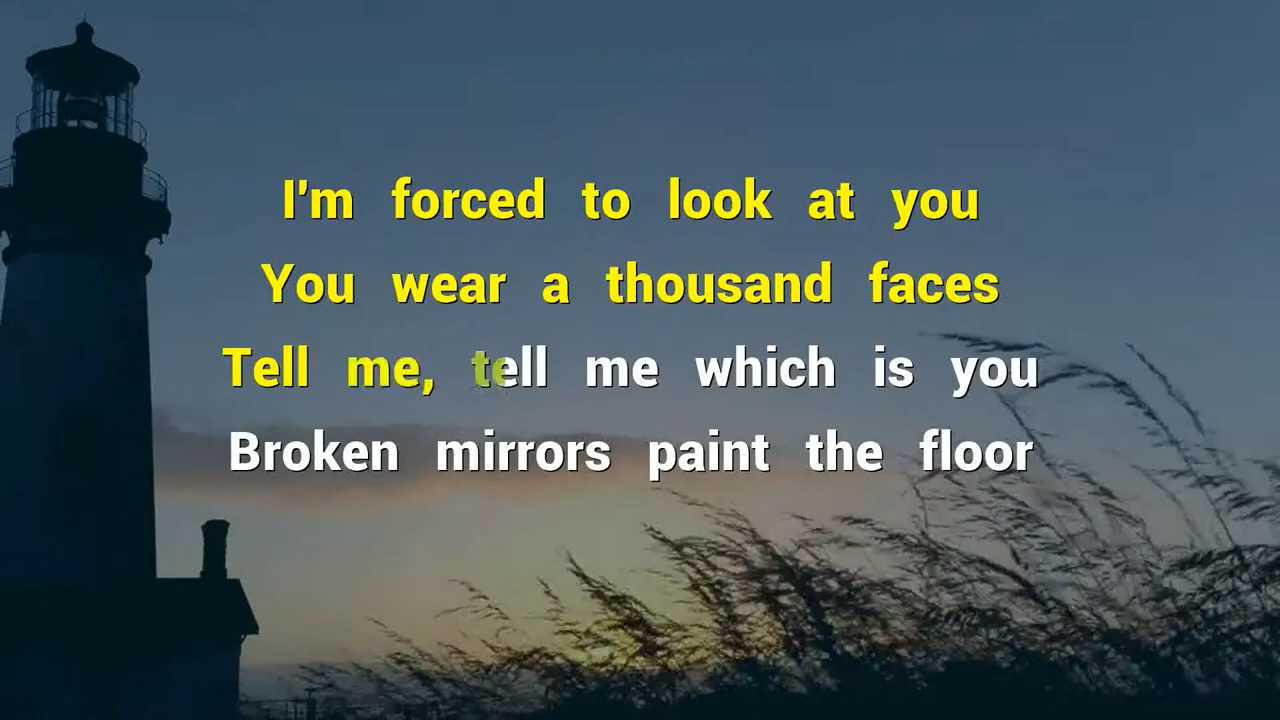 I'm forced to look at you
You wear a thousand faces
Tell me, tell me which is you
Broken mirrors paint the floor